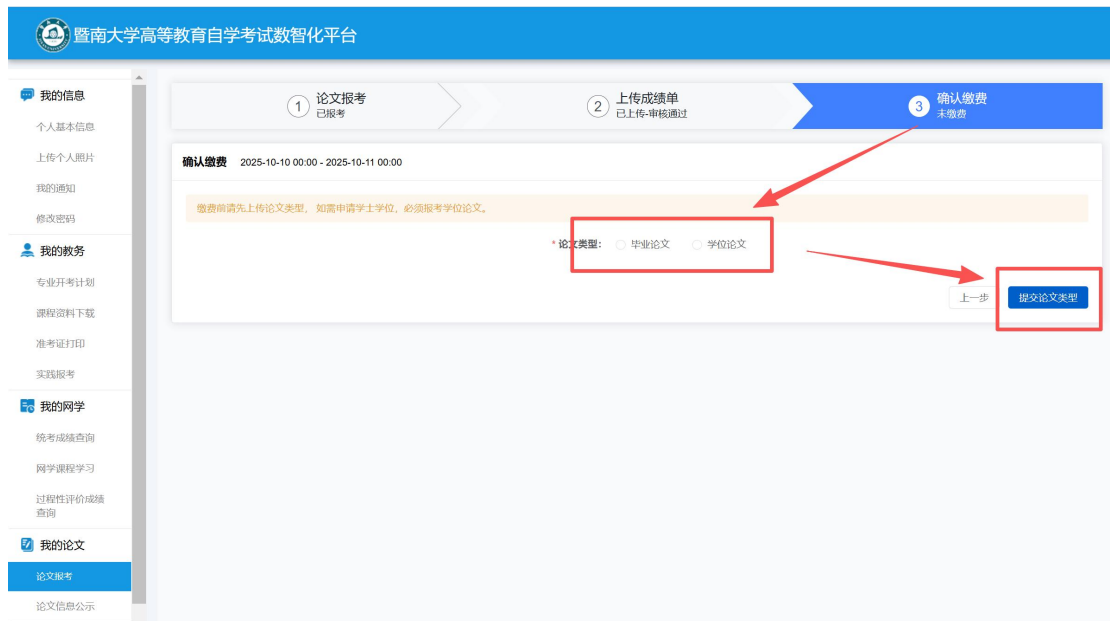 暨南大学高等教育自学考试数智化平台
我的信息
个人基本信息
上传个人照片
我的通知
修改密码
我的教务
专业开考计划
课程资料下载
准考证打印
实践报考
我的网学
统考成绩查询
网学课程学习
过程性评价成绩
查询
我的论文
论文报考
论文信息公示
1 论文报考
已报考
2 上传成绩单
已上传-审核通过
3 确认缴费
未缴费
确认缴费 2025-10-10 00:00 - 2025-10-11 00:00
缴费前请先上传论文类型， 如需申请学士学位，必须报考学位论文。
* 论文类型： 毕业论文 学位论文
上一步 提交论文类型